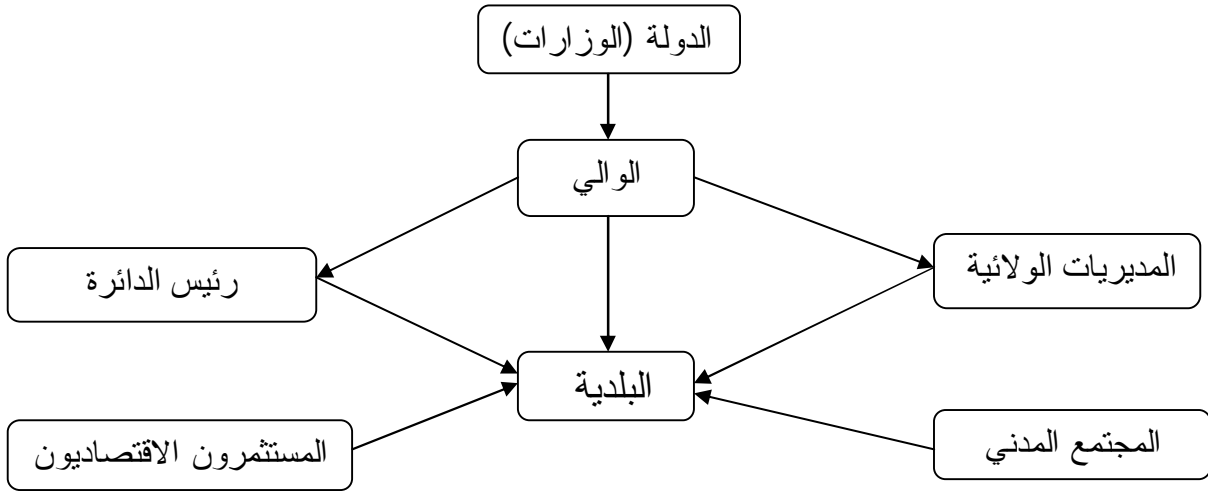 الدولة (الوزارات)
الوالي
المديريات الولائية
رئيس الدائرة
البلدية
المجتمع المدني
المستثمرون الاقتصاديون